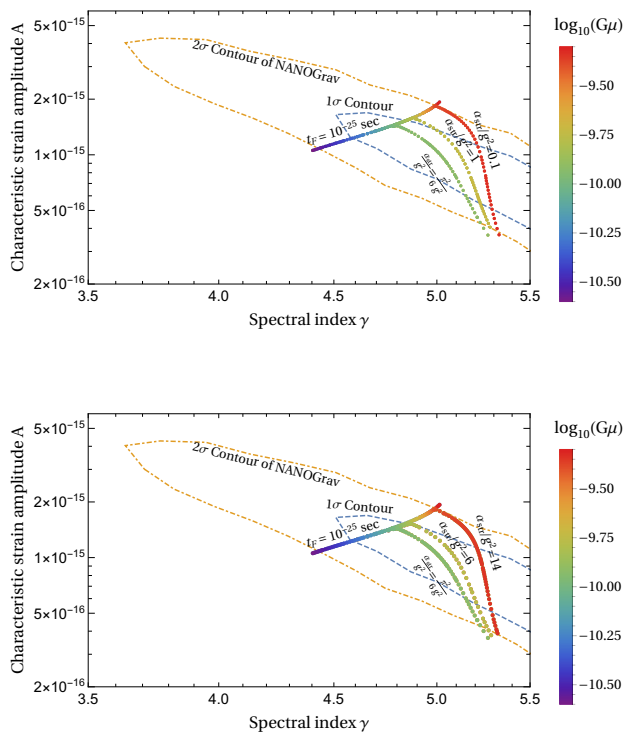 log₁₀(Gμ)
5×10⁻¹⁵
2×10⁻¹⁵
1×10⁻¹⁵
5×10⁻¹⁶
2×10⁻¹⁶
Characteristic strain amplitude A
2σ Contour of NANOGrav
1σ Contour
t_F = 10⁻²⁵ sec
α_str/g²=0.1
α_str/g²=1
3.5
4.0
4.5
5.0
5.5
Spectral index γ
−9.50
−9.75
−10.00
−10.25
−10.50
log₁₀(Gμ)
5×10⁻¹⁵
2×10⁻¹⁵
1×10⁻¹⁵
5×10⁻¹⁶
2×10⁻¹⁶
Characteristic strain amplitude A
2σ Contour of NANOGrav
1σ Contour
t_F = 10⁻²⁵ sec
α_str/g²=14
α_str/g²=6
3.5
4.0
4.5
5.0
5.5
Spectral index γ
−9.50
−9.75
−10.00
−10.25
−10.50